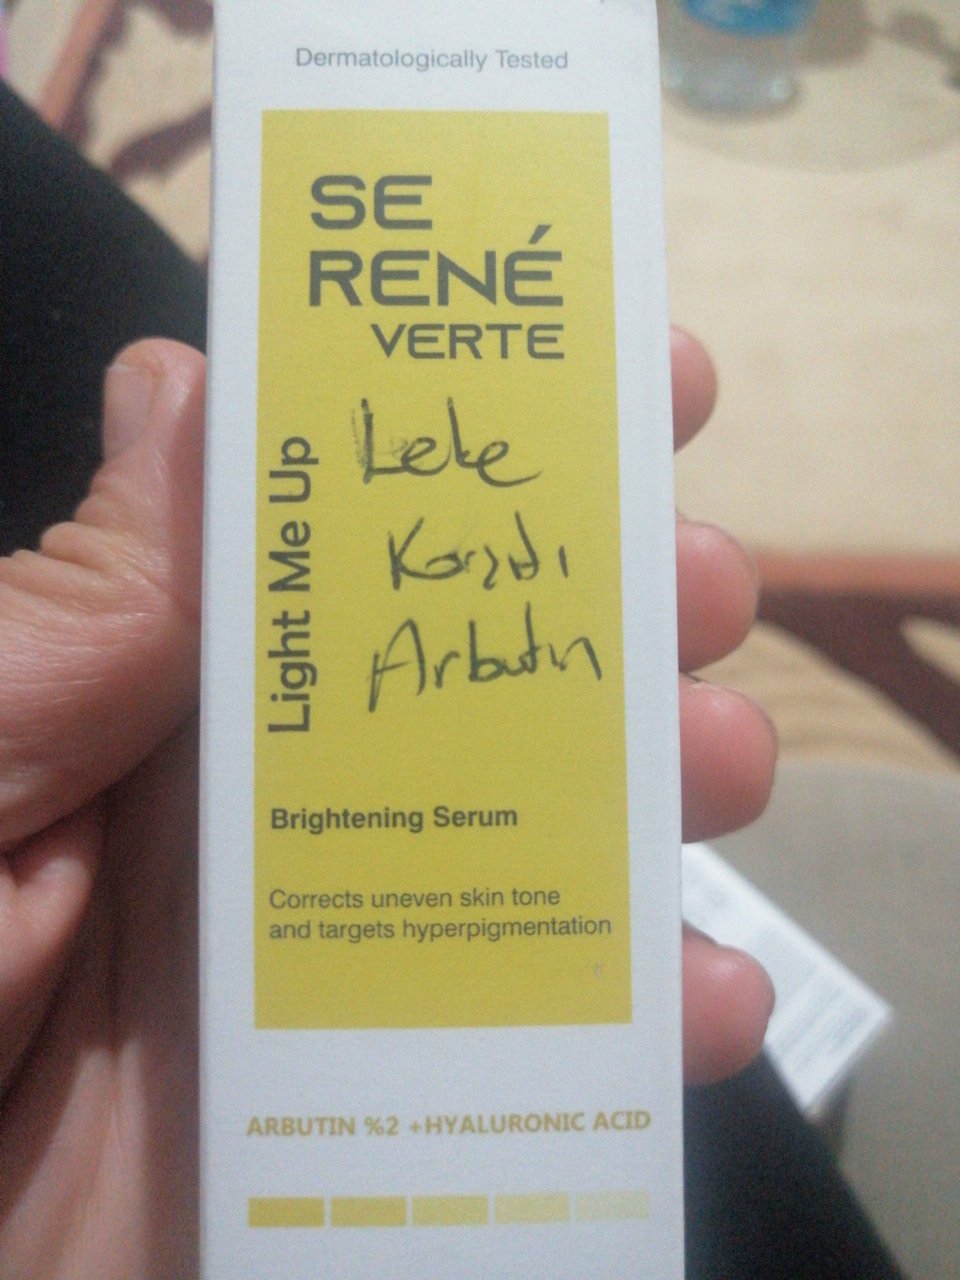 Dermatologically Tested
SE
RENÉ
VERTE
Light Me Up
Leke
Karşıtı
Arbutin
Brightening Serum
Corrects uneven skin tone
and targets hyperpigmentation
ARBUTIN %2 +HYALURONIC ACID